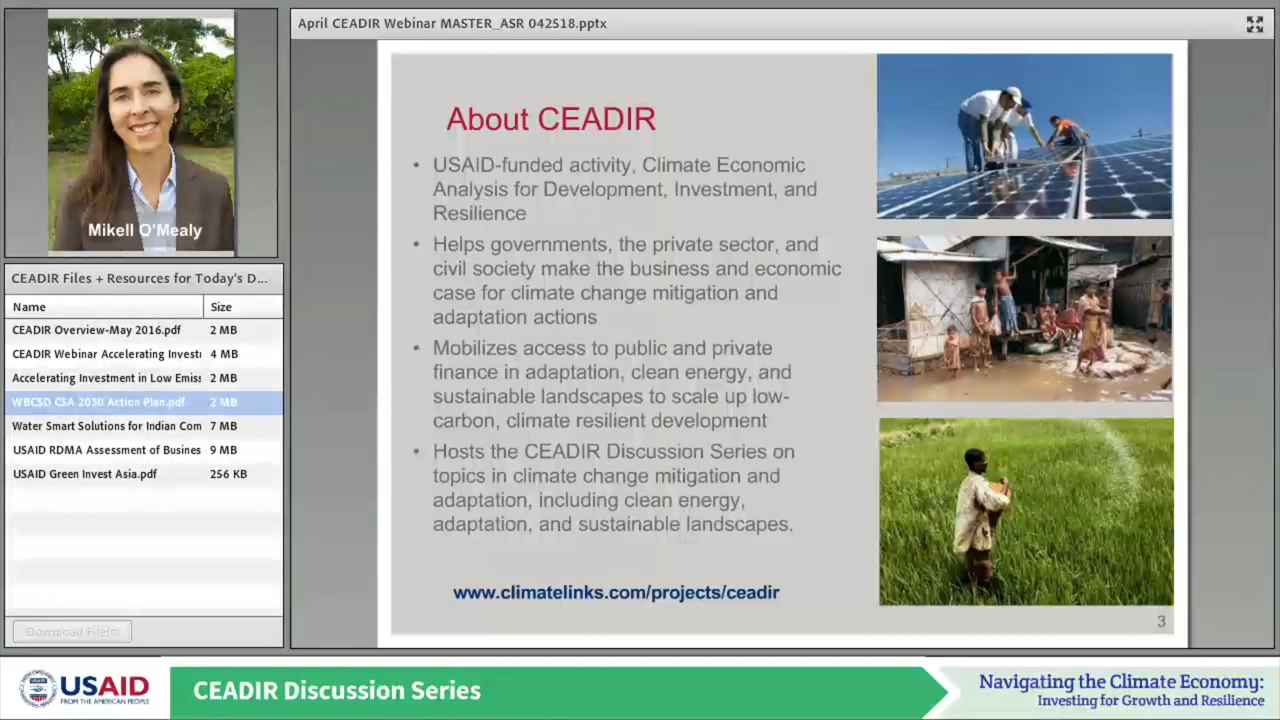 April CEADIR Webinar MASTER_ASR 042518.pptx
Mikell O'Mealy
CEADIR Files + Resources for Today's D...
Name Size
CEADIR Overview-May 2016.pdf 2 MB
CEADIR Webinar Accelerating Investi 4 MB
Accelerating Investment in Low Emiss 2 MB
WBCSD CSA 2030 Action Plan.pdf 2 MB
Water Smart Solutions for Indian Com 7 MB
USAID RDMA Assessment of Busines 9 MB
USAID Green Invest Asia.pdf 256 KB
Download File(s)
About CEADIR
• USAID-funded activity, Climate Economic
Analysis for Development, Investment, and
Resilience
• Helps governments, the private sector, and
civil society make the business and economic
case for climate change mitigation and
adaptation actions
• Mobilizes access to public and private
finance in adaptation, clean energy, and
sustainable landscapes to scale up low-
carbon, climate resilient development
• Hosts the CEADIR Discussion Series on
topics in climate change mitigation and
adaptation, including clean energy,
adaptation, and sustainable landscapes.
www.climatelinks.com/projects/ceadir
3
USAID
FROM THE AMERICAN PEOPLE
CEADIR Discussion Series
Navigating the Climate Economy:
Investing for Growth and Resilience